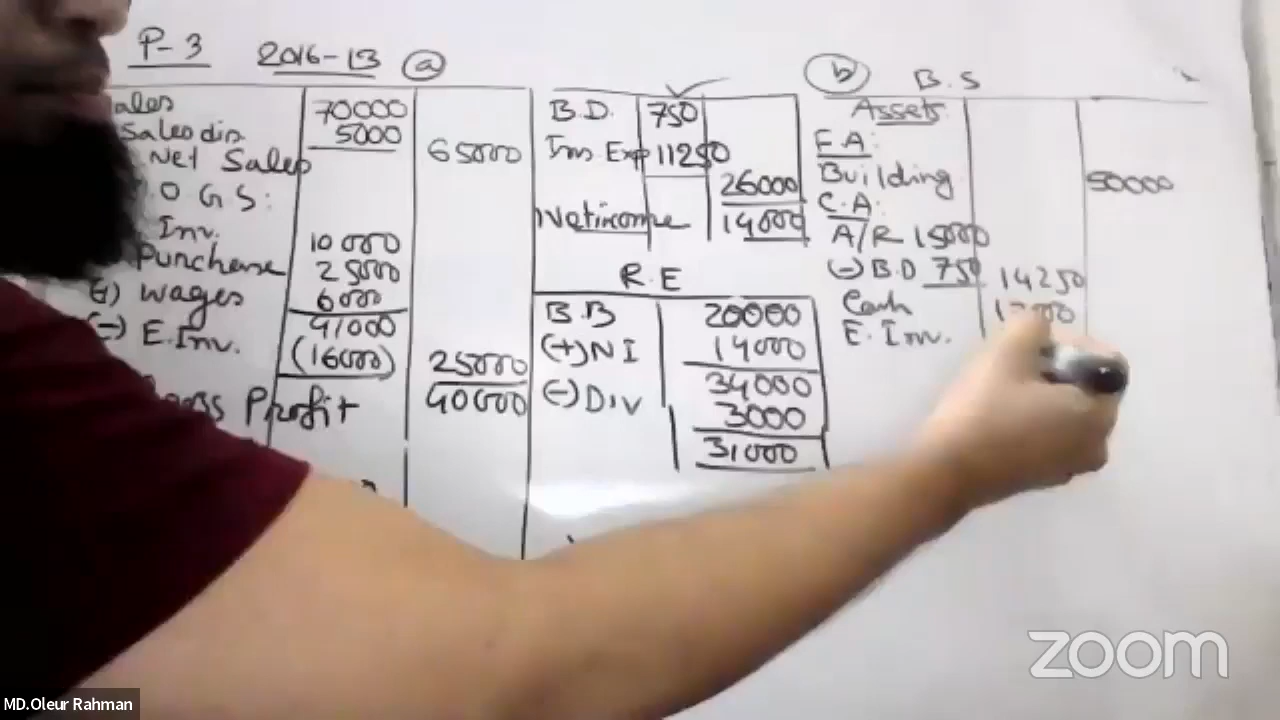 P-3 2016-13 (a)
ales 70000
Sales dis 5000
Net Sales 65000
O G S:
Inv. 10000
Purchase 25000
(+) Wages 6000
41000
(-) E.Inv. (16000) 25000
Profit 40000
B.D. 750
Ins Exp 11250
26000
Net income 14000
R.E
B.B 20000
(+) NI 14000
34000
(-) Div 3000
31000
(b) B.S
Assets
F.A:
Building 50000
C.A:
A/R 15000
(-) B.D 750 14250
Cash
E. Inv.
zoom
MD.Oleur Rahman